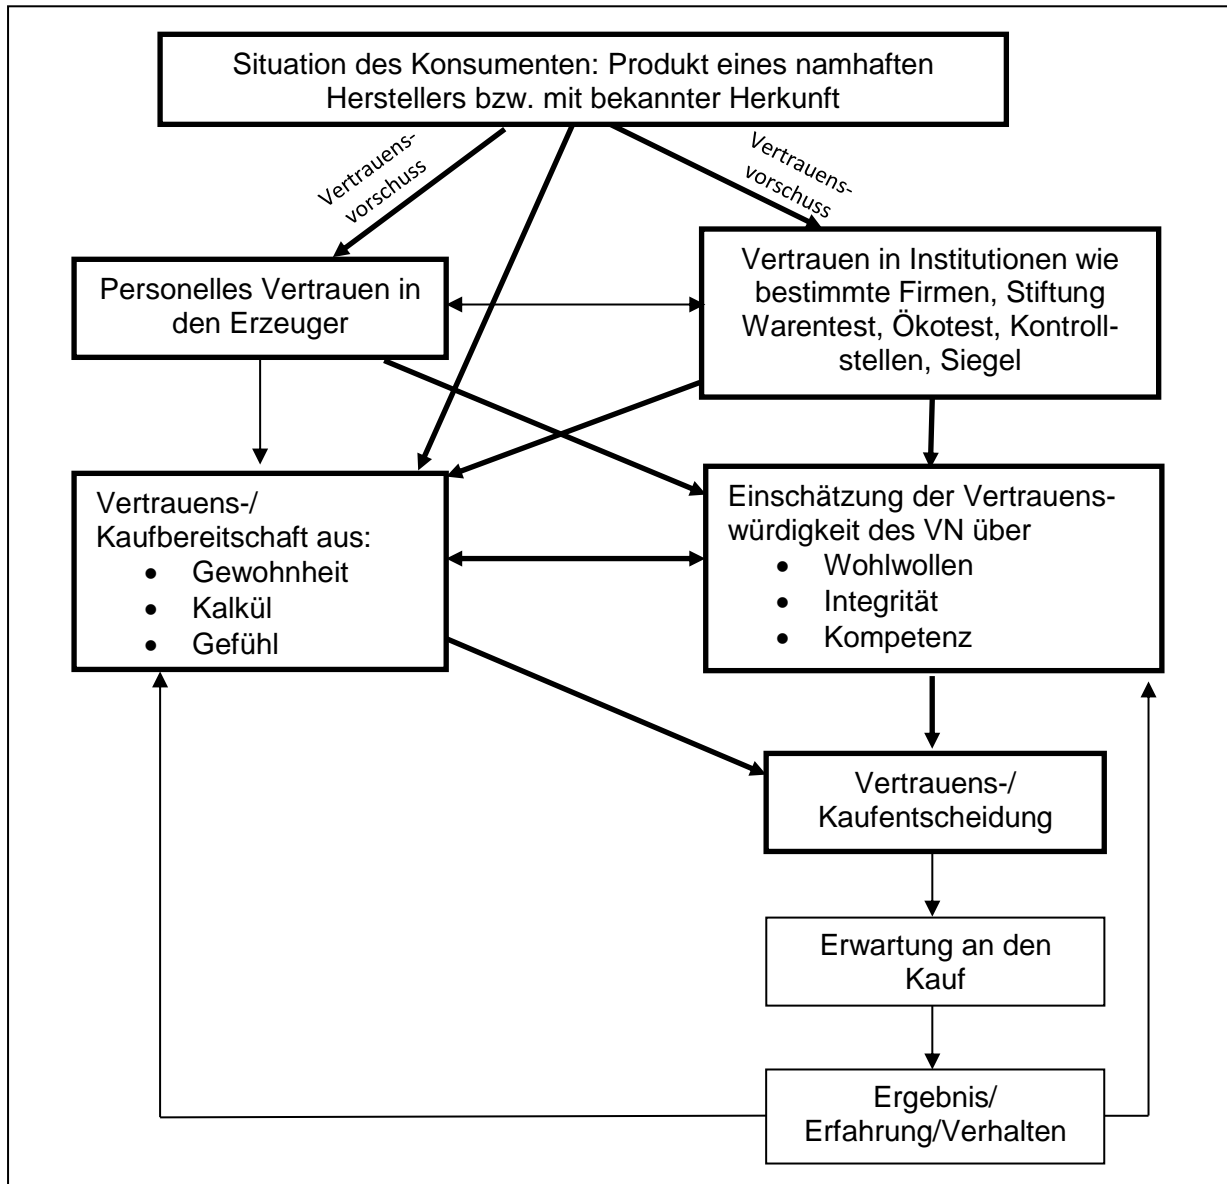 Situation des Konsumenten: Produkt eines namhaften
Herstellers bzw. mit bekannter Herkunft
Vertrauens-
vorschuss
Vertrauens-
vorschuss
Personelles Vertrauen in
den Erzeuger
Vertrauen in Institutionen wie
bestimmte Firmen, Stiftung
Warentest, Ökotest, Kontroll-
stellen, Siegel
Vertrauens-/
Kaufbereitschaft aus:
• Gewohnheit
• Kalkül
• Gefühl
Einschätzung der Vertrauens-
würdigkeit des VN über
• Wohlwollen
• Integrität
• Kompetenz
Vertrauens-/
Kaufentscheidung
Erwartung an den
Kauf
Ergebnis/
Erfahrung/Verhalten